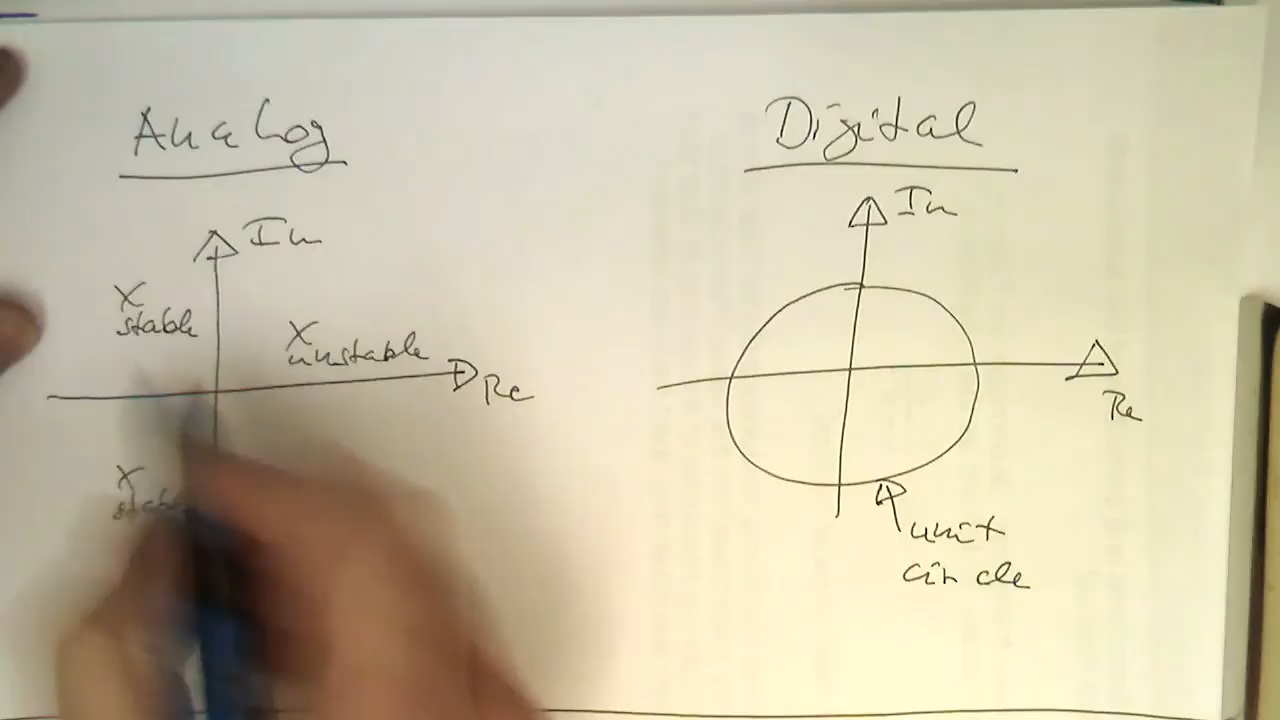 Analog
Im
X
stable
X
unstable
Re
X
Digital
Im
Re
unit
circle